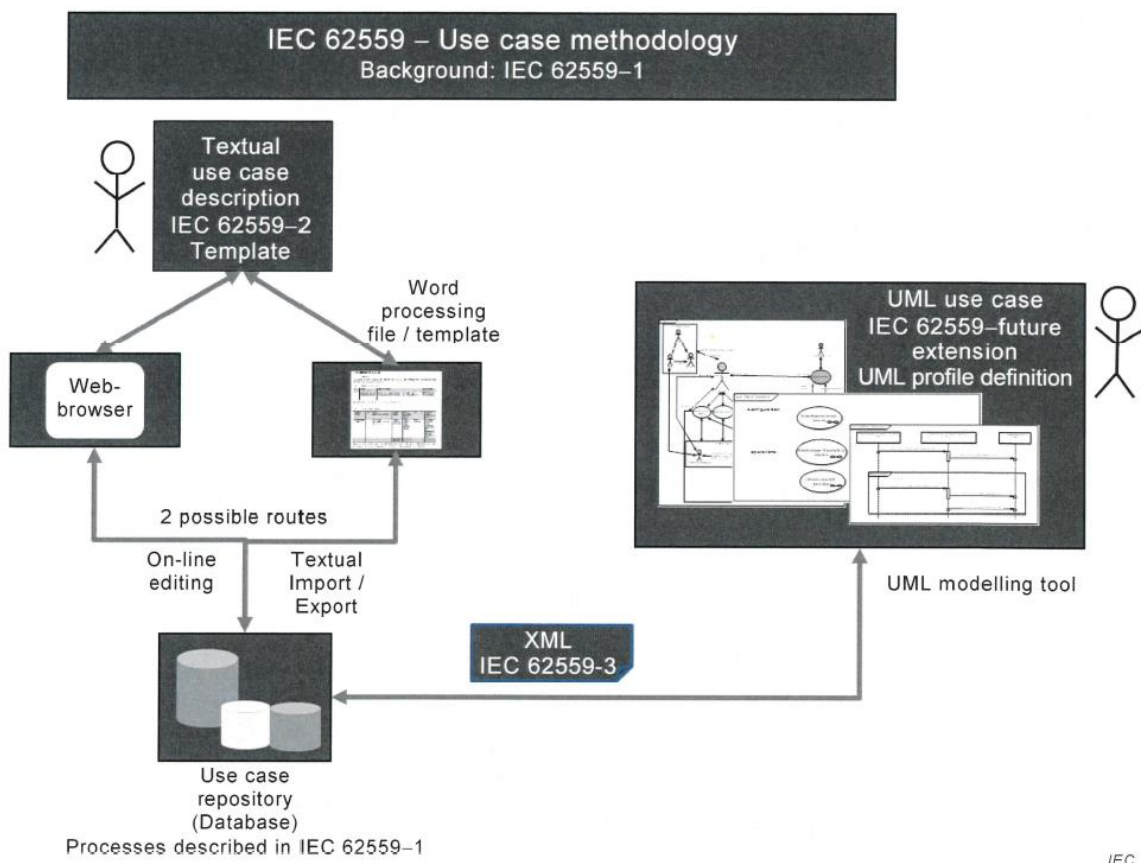 IEC 62559 – Use case methodology
Background: IEC 62559–1
Textual
use case
description
IEC 62559–2
Template
Word
processing
file / template
Web-
browser
UML use case
IEC 62559–future
extension
UML profile definition
2 possible routes
On-line
editing
Textual
Import /
Export
UML modelling tool
XML
IEC 62559-3
Use case
repository
(Database)
Processes described in IEC 62559–1
IEC